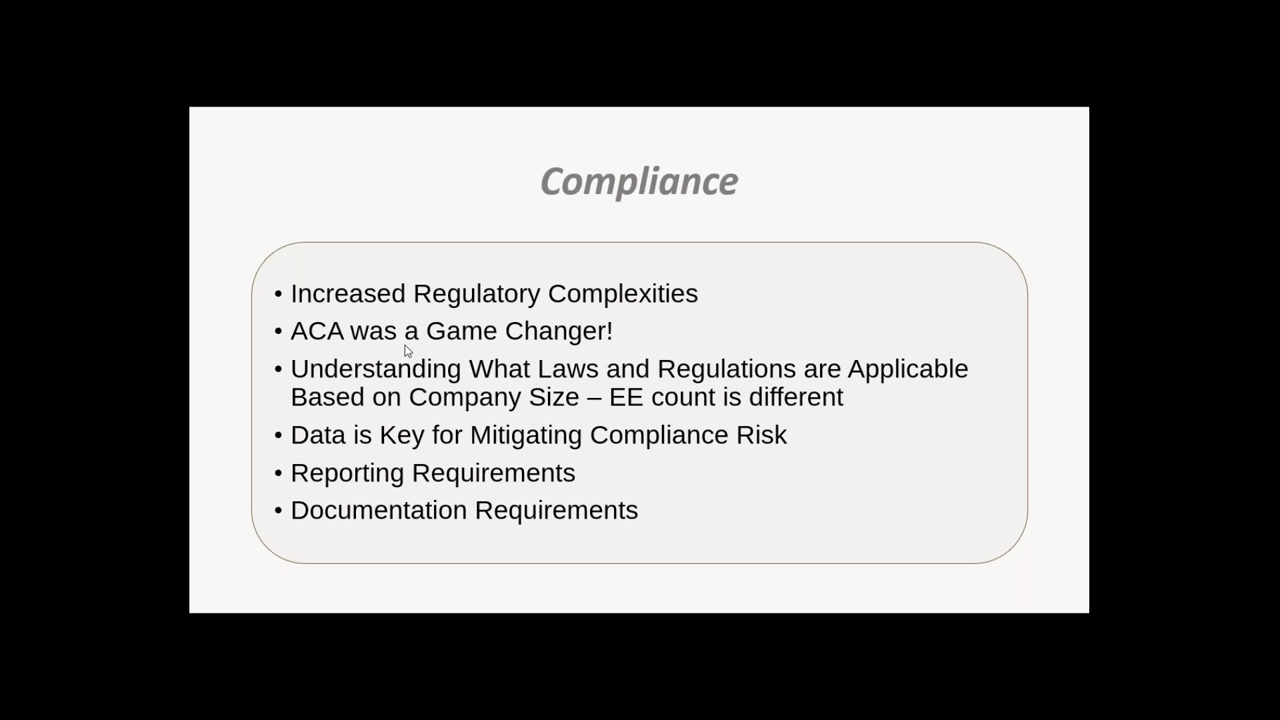 Compliance
• Increased Regulatory Complexities
• ACA was a Game Changer!
• Understanding What Laws and Regulations are Applicable
Based on Company Size – EE count is different
• Data is Key for Mitigating Compliance Risk
• Reporting Requirements
• Documentation Requirements